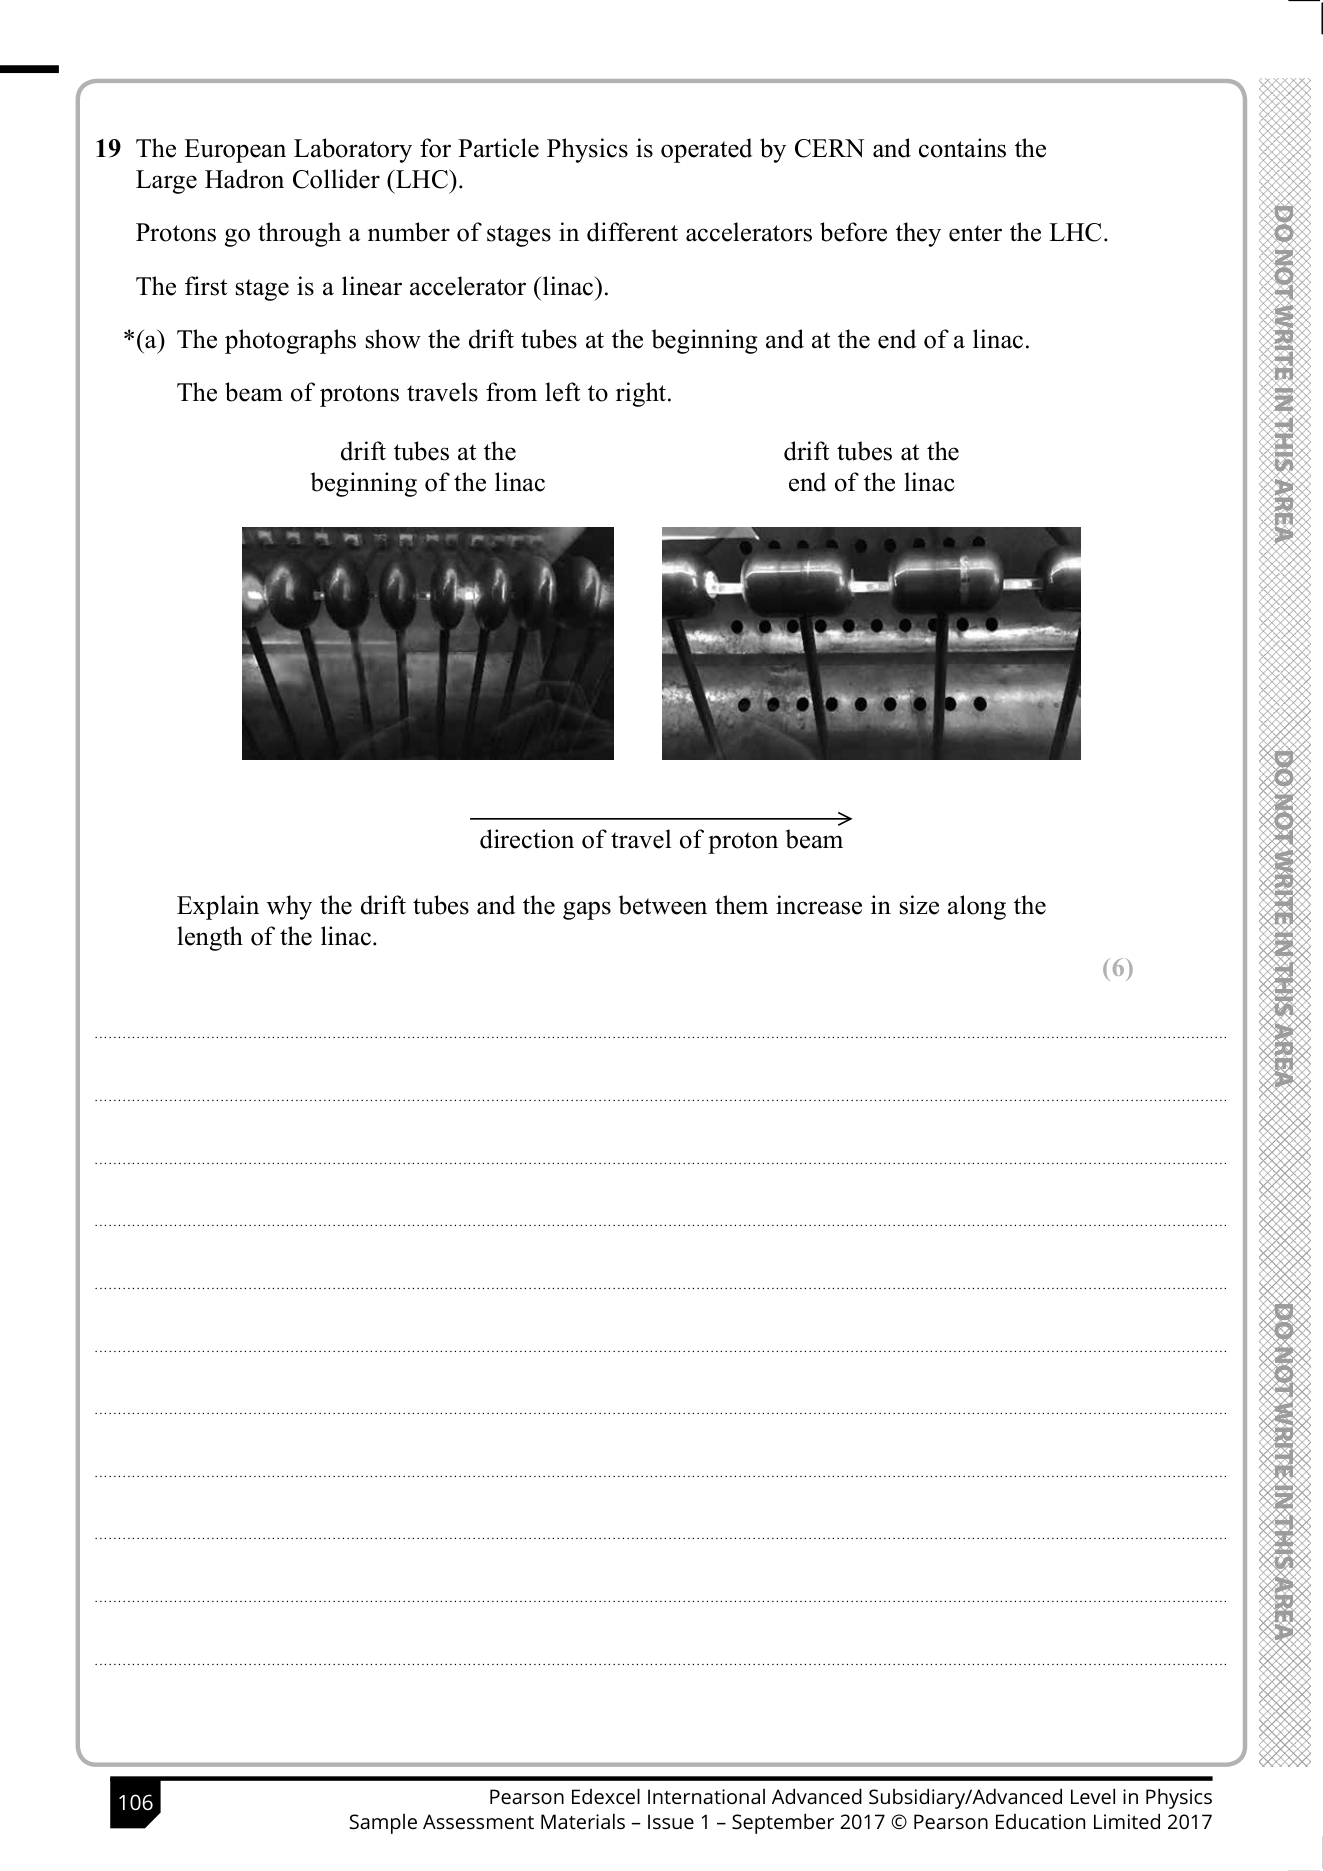 19 The European Laboratory for Particle Physics is operated by CERN and contains the
Large Hadron Collider (LHC).
Protons go through a number of stages in different accelerators before they enter the LHC.
The first stage is a linear accelerator (linac).
*(a) The photographs show the drift tubes at the beginning and at the end of a linac.
The beam of protons travels from left to right.
drift tubes at the
beginning of the linac
drift tubes at the
end of the linac
direction of travel of proton beam
Explain why the drift tubes and the gaps between them increase in size along the
length of the linac.
(6)
DO NOT WRITE IN THIS AREA
DO NOT WRITE IN THIS AREA
DO NOT WRITE IN THIS AREA
106
Pearson Edexcel International Advanced Subsidiary/Advanced Level in Physics
Sample Assessment Materials – Issue 1 – September 2017 © Pearson Education Limited 2017